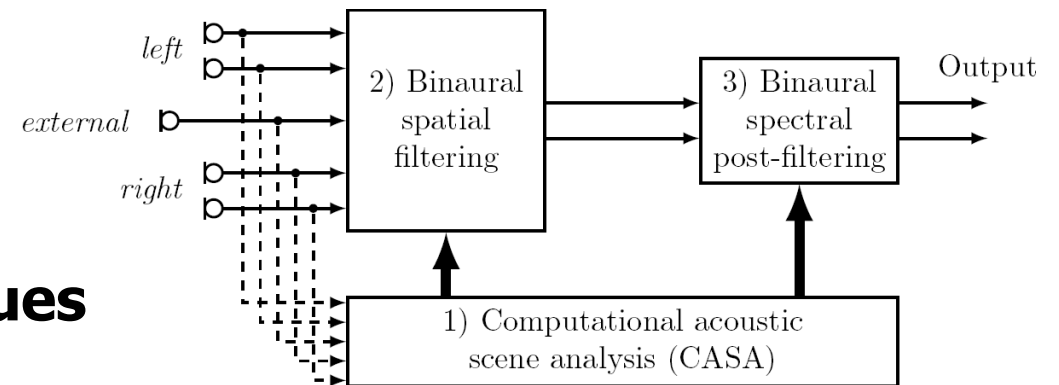 left
external
right
2) Binaural
spatial
filtering
3) Binaural
spectral
post-filtering
Output
ues
1) Computational acoustic
scene analysis (CASA)